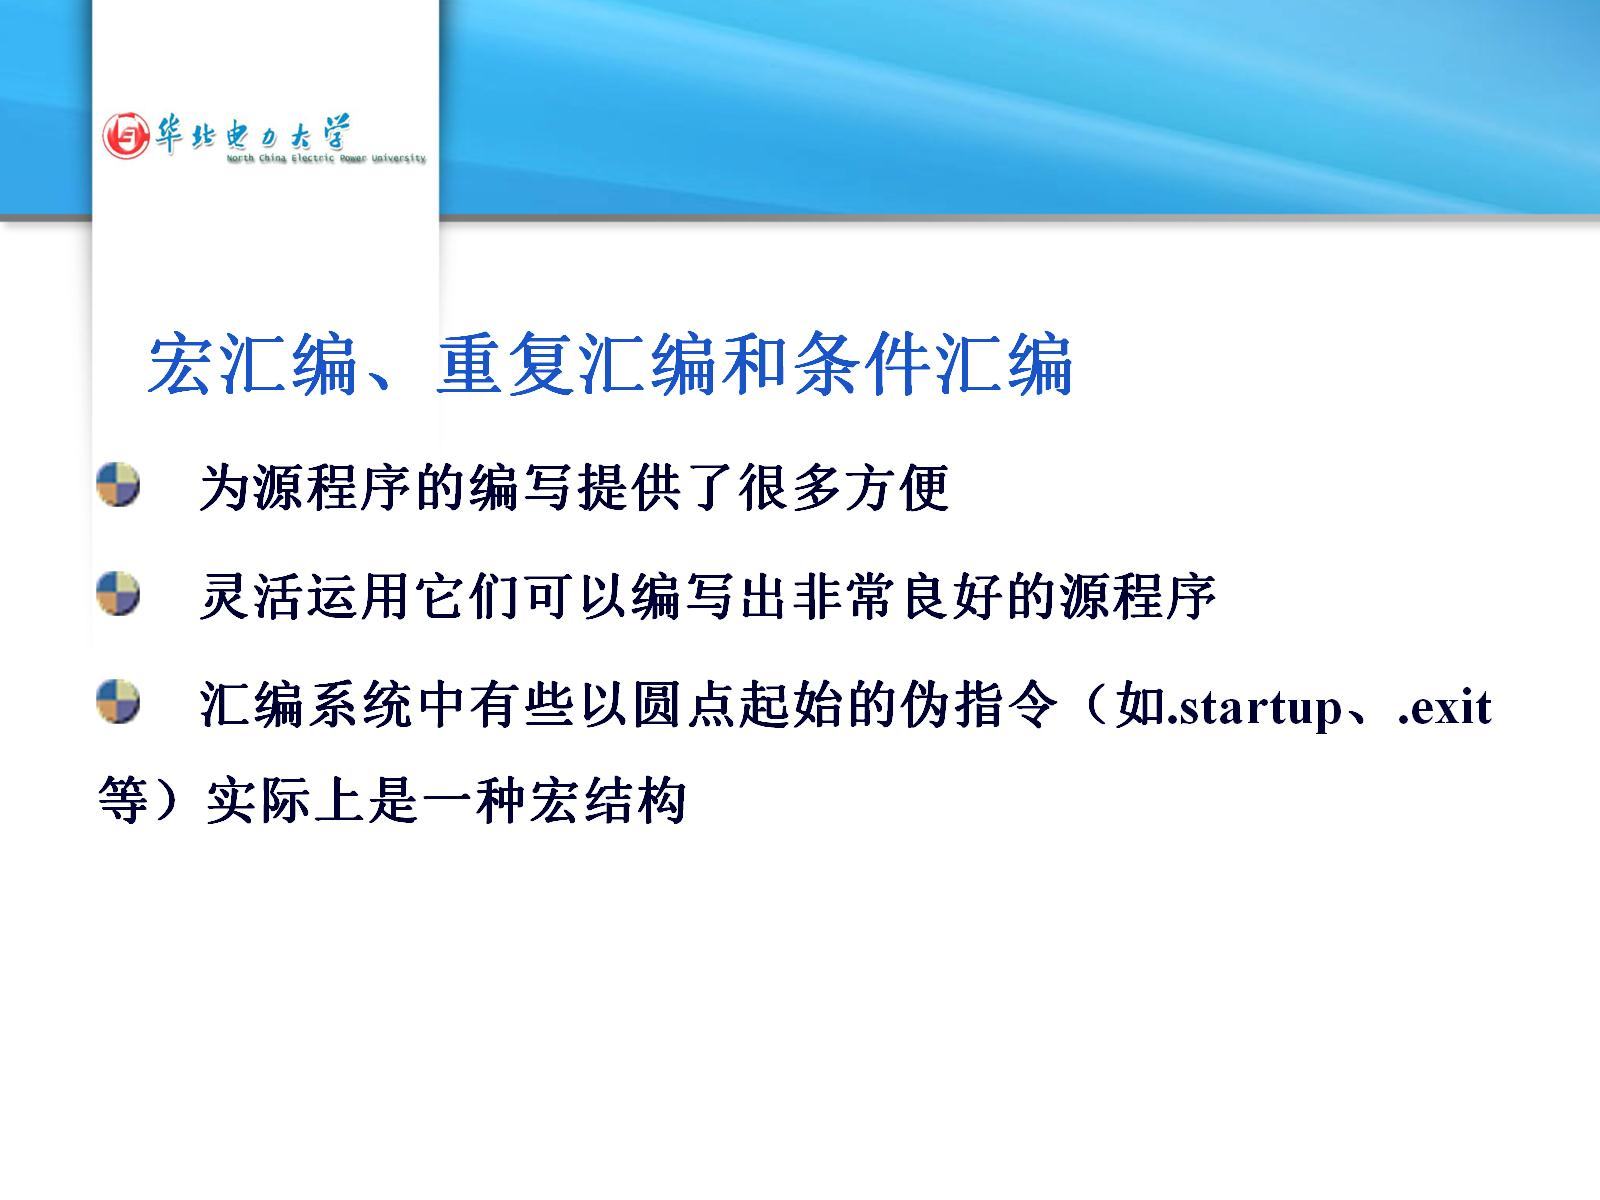 华北电力大学
North China Electric Power University
宏汇编、重复汇编和条件汇编
为源程序的编写提供了很多方便
灵活运用它们可以编写出非常良好的源程序
汇编系统中有些以圆点起始的伪指令（如.startup、.exit
等）实际上是一种宏结构